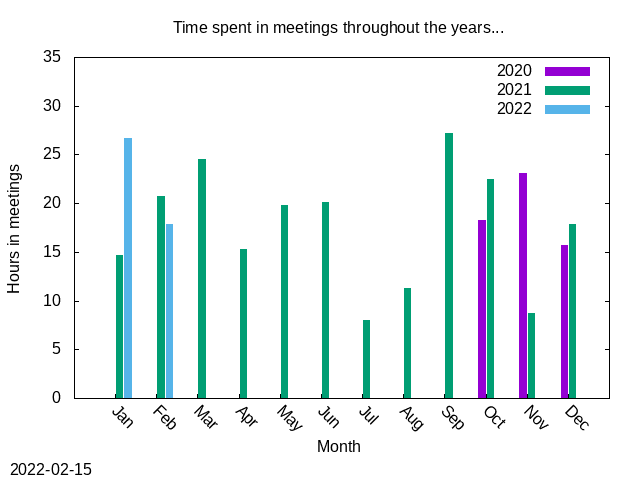 Time spent in meetings throughout the years...
35
30
25
20
15
10
5
0
Hours in meetings
2020
2021
2022
Jan
Feb
Mar
Apr
May
Jun
Jul
Aug
Sep
Oct
Nov
Dec
Month
2022-02-15